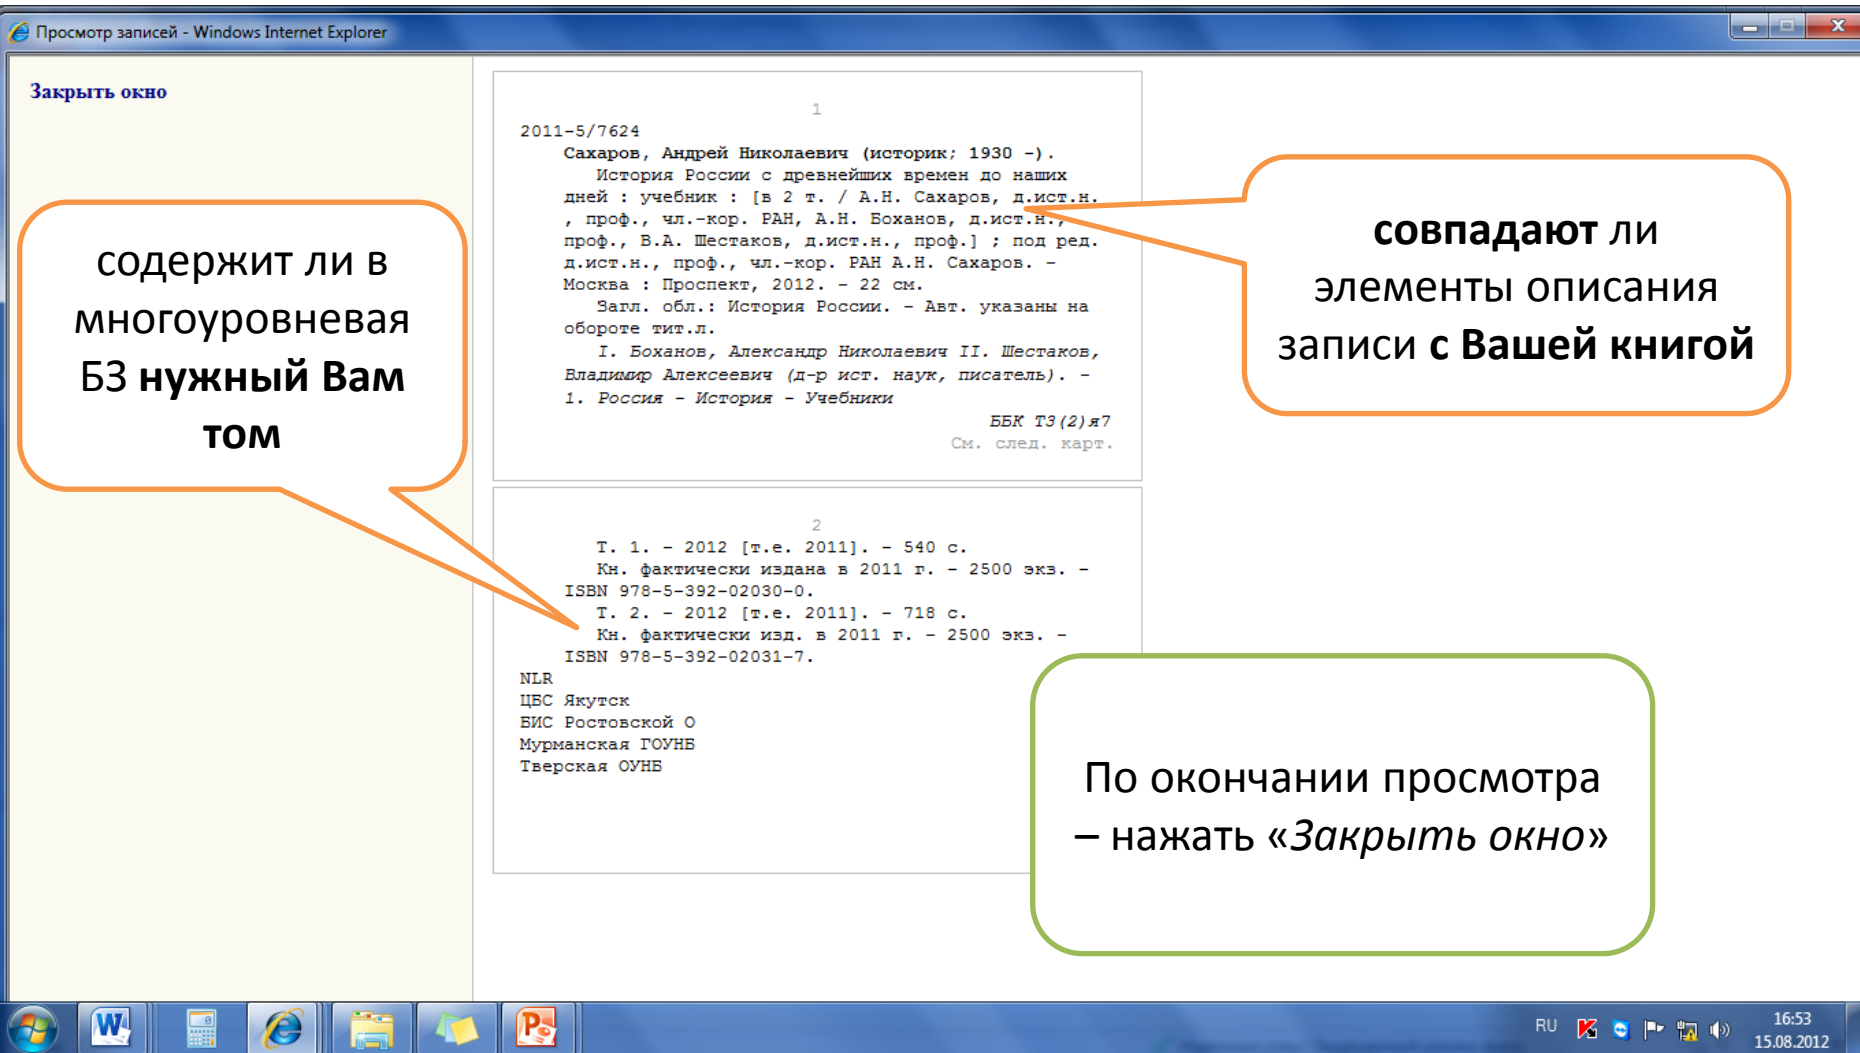 Просмотр записей - Windows Internet Explorer
Закрыть окно
1
2011-5/7624
Сахаров, Андрей Николаевич (историк; 1930 -).
История России с древнейших времен до наших
дней : учебник : [в 2 т. / А.Н. Сахаров, д.ист.н.
, проф., чл.-кор. РАН, А.Н. Боханов, д.ист.н.,
проф., В.А. Шестаков, д.ист.н., проф.] ; под ред.
д.ист.н., проф., чл.-кор. РАН А.Н. Сахаров. -
Москва : Проспект, 2012. - 22 см.
Загл. обл.: История России. - Авт. указаны на
обороте тит.л.
I. Боханов, Александр Николаевич II. Шестаков,
Владимир Алексеевич (д-р ист. наук, писатель). -
1. Россия - История - Учебники
ББК Т3(2)я7
См. след. карт.
2
Т. 1. - 2012 [т.е. 2011]. - 540 с.
Кн. фактически издана в 2011 г. - 2500 экз. -
ISBN 978-5-392-02030-0.
Т. 2. - 2012 [т.е. 2011]. - 718 с.
Кн. фактически изд. в 2011 г. - 2500 экз. -
ISBN 978-5-392-02031-7.
NLR
ЦБС Якутск
БИС Ростовской О
Мурманская ГОУНБ
Тверская ОУНБ
содержит ли в
многоуровневая
БЗ нужный Вам
том
совпадают ли
элементы описания
записи с Вашей книгой
По окончании просмотра
– нажать «Закрыть окно»
RU
16:53
15.08.2012